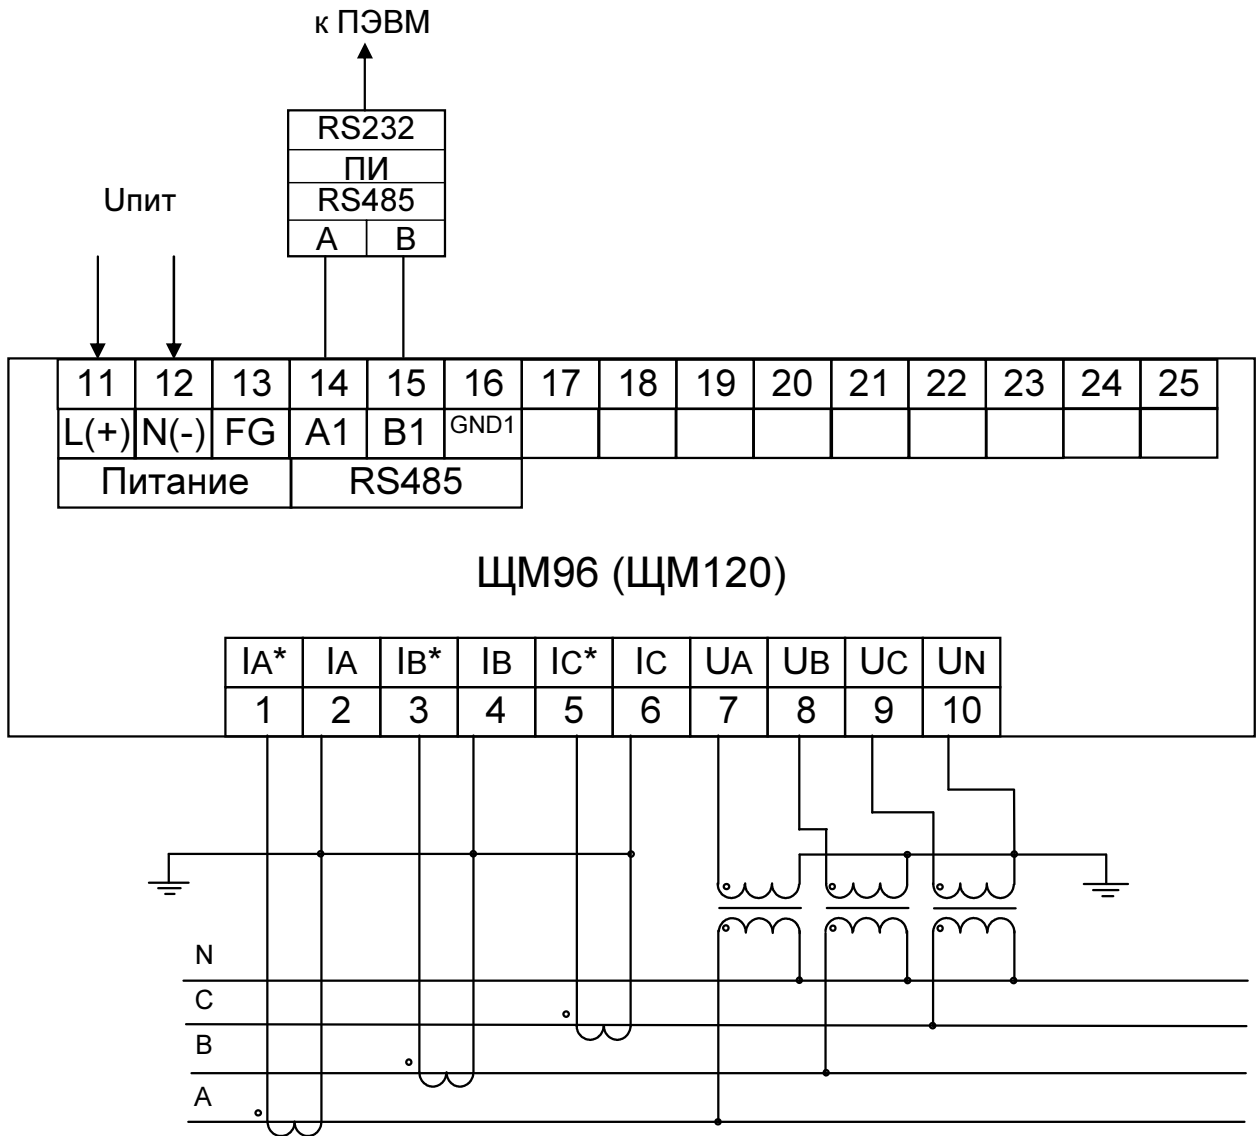 к ПЭВМ
RS232
ПИ
RS485
A B
Uпит
11 12 13 14 15 16 17 18 19 20 21 22 23 24 25
L(+) N(-) FG A1 B1 GND1
Питание RS485
ЩМ96 (ЩМ120)
IA* IA IB* IB IC* IC UA UB UC UN
1 2 3 4 5 6 7 8 9 10
N
C
B
A